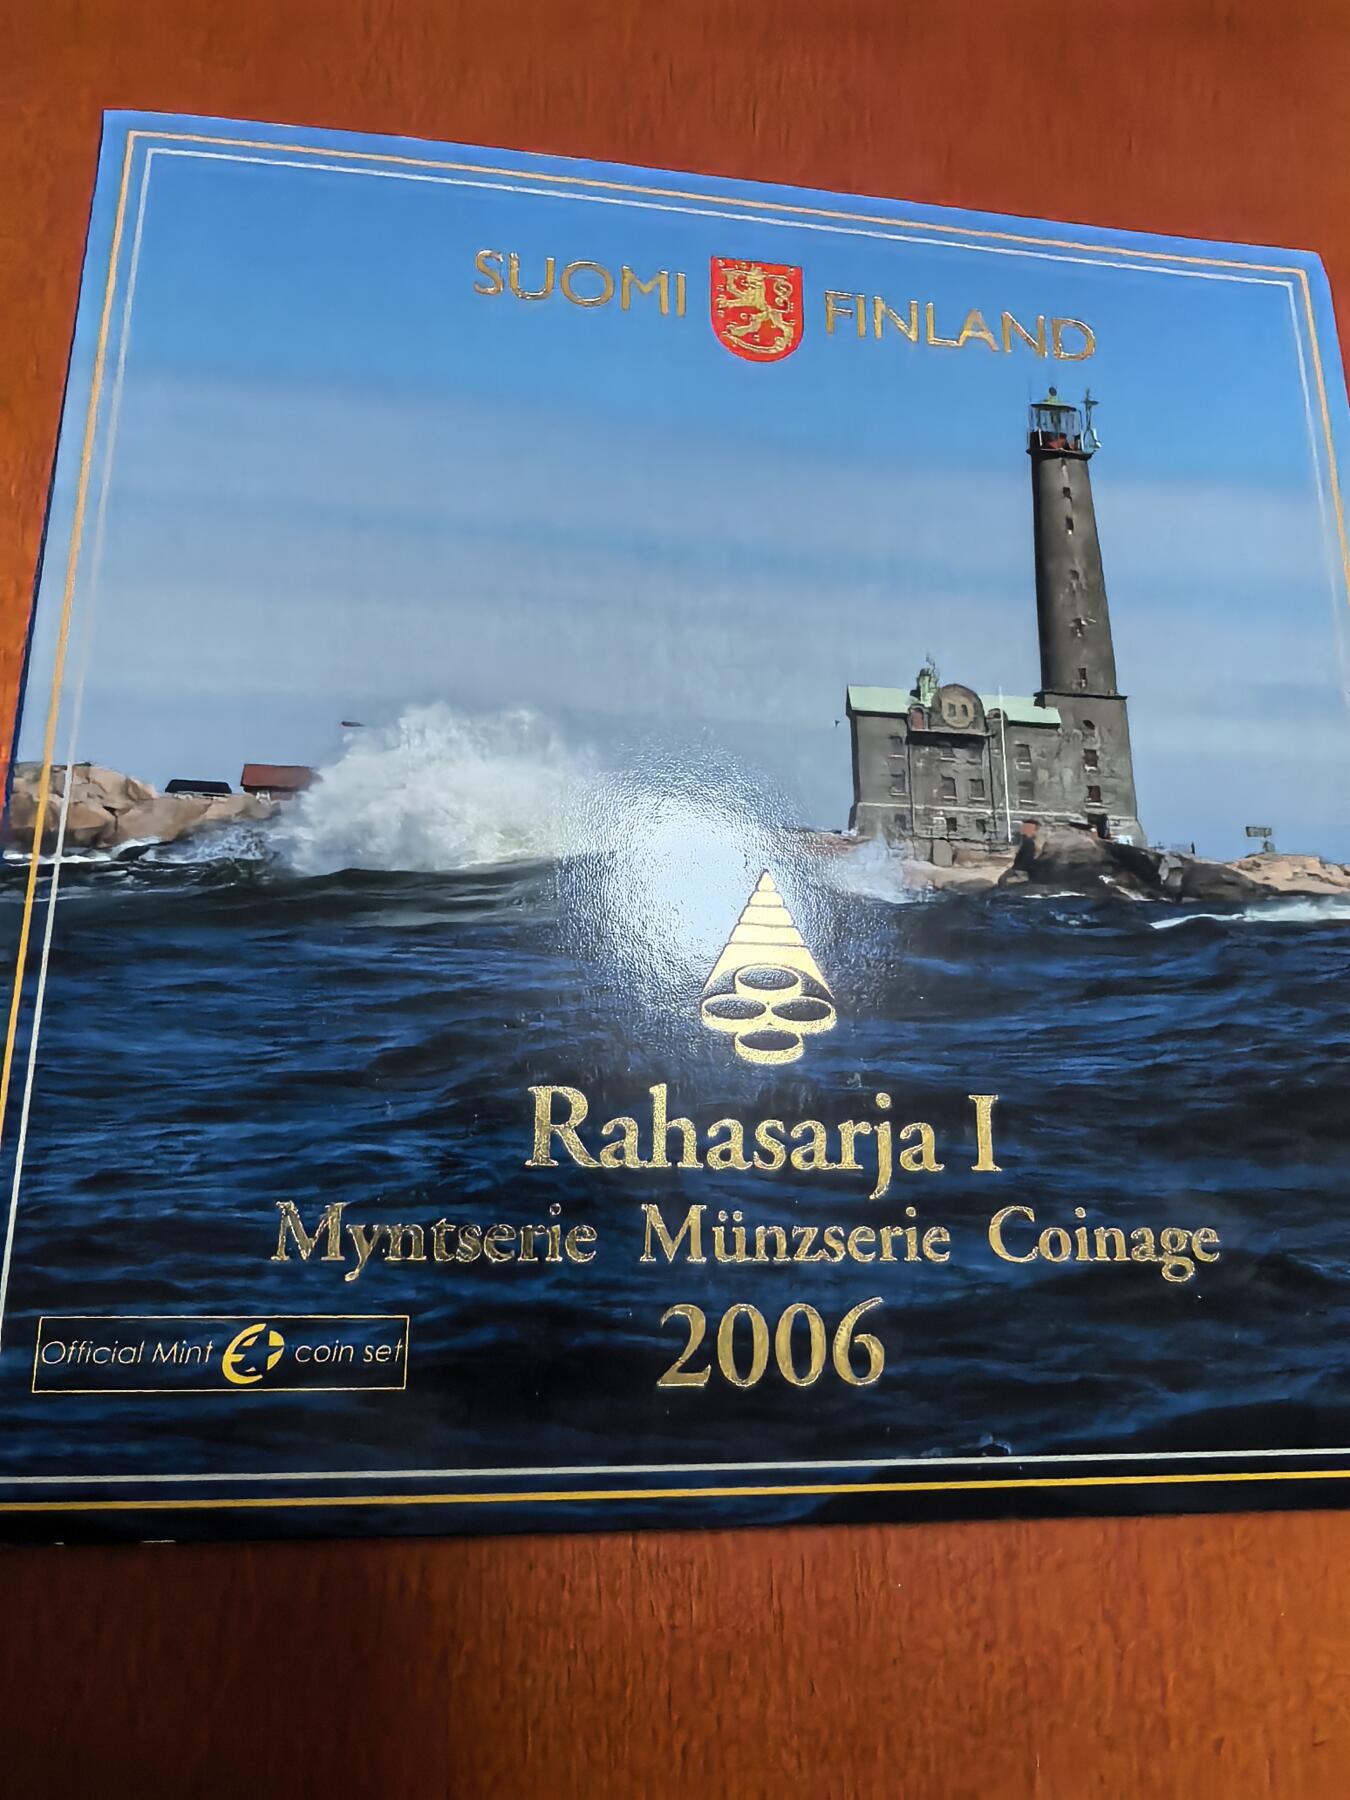 SUOMI FINLAND
Rahasarja I
Myntserie Münzserie Coinage
2006
Official Mint coin set